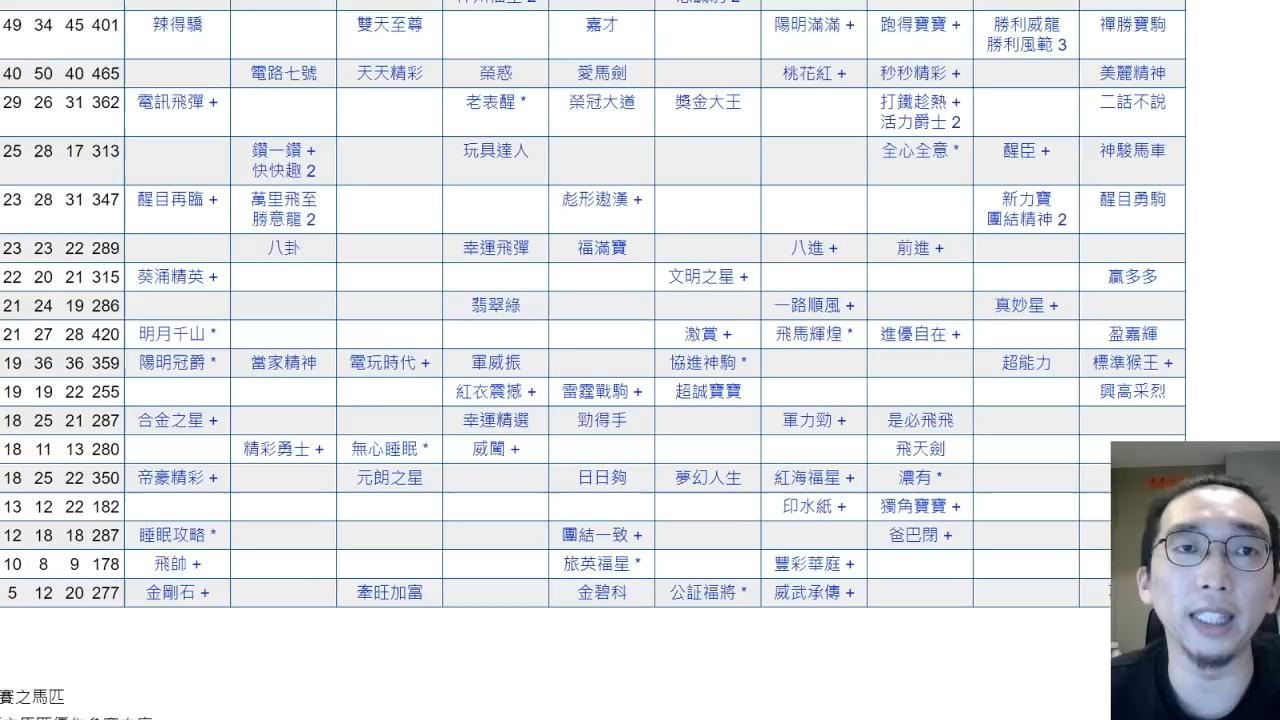 49 34 45 401 辣得驕 雙天至尊 嘉才 陽明滿滿 + 跑得寶寶 + 勝利威龍 禪勝寶駒
勝利風範 3
40 50 40 465 電路七號 天天精彩 榮惑 愛馬劍 桃花紅 + 秒秒精彩 + 美麗精神
29 26 31 362 電訊飛彈 + 老表醒 * 榮冠大道 獎金大王 打鐵趁熱 + 二話不說
活力爵士 2
25 28 17 313 鑽一鑽 + 玩具達人 全心全意 * 醒臣 + 神駿馬車
快快趣 2
23 28 31 347 醒目再臨 + 萬里飛至 彪形遨漢 + 新力寶 醒目勇駒
勝意龍 2 團結精神 2
23 23 22 289 八卦 幸運飛彈 福滿寶 八進 + 前進 +
22 20 21 315 葵涌精英 + 文明之星 + 贏多多
21 24 19 286 翡翠綠 一路順風 + 真妙星 +
21 27 28 420 明月千山 * 激賞 + 飛馬輝煌 * 進優自在 + 盈嘉輝
19 36 36 359 陽明冠爵 * 當家精神 電玩時代 + 軍威振 協進神駒 * 超能力 標準猴王 +
19 19 22 255 紅衣震撼 + 雷霆戰駒 + 超誠寶寶 興高采烈
18 25 21 287 合金之星 + 幸運精選 勁得手 軍力勁 + 是必飛飛
18 11 13 280 精彩勇士 + 無心睡眠 * 威闖 + 飛天劍
18 25 22 350 帝豪精彩 + 元朗之星 日日夠 夢幻人生 紅海福星 + 濃有 *
13 12 22 182 印水紙 + 獨角寶寶 +
12 18 18 287 睡眠攻略 * 團結一致 + 爸巴閉 +
10 8 9 178 飛帥 + 旅英福星 * 豐彩華庭 +
5 12 20 277 金剛石 + 牽旺加富 金碧科 公証福將 * 威武承傳 +
賽之馬匹